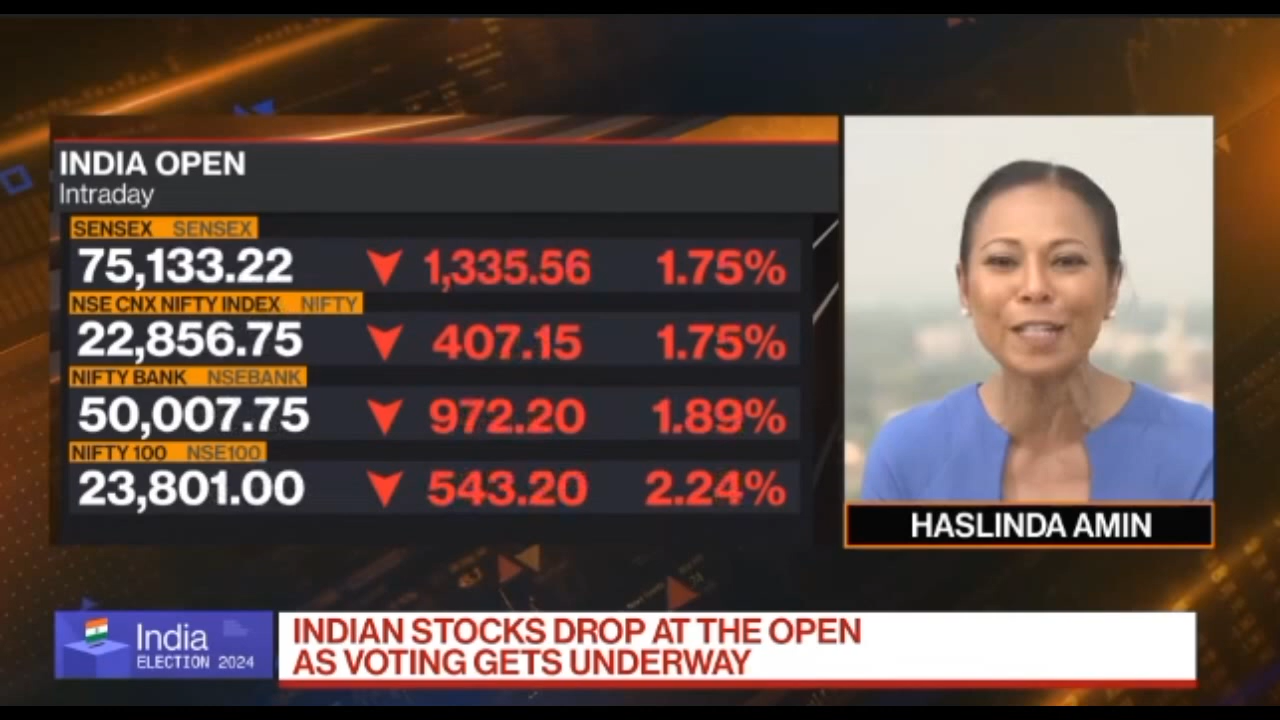 INDIA OPEN
Intraday
SENSEX SENSEX
75,133.22 1,335.56 1.75%
NSE CNX NIFTY INDEX NIFTY
22,856.75 407.15 1.75%
NIFTY BANK NSEBANK
50,007.75 972.20 1.89%
NIFTY 100 NSE100
23,801.00 543.20 2.24%
HASLINDA AMIN
India
ELECTION 2024
INDIAN STOCKS DROP AT THE OPEN
AS VOTING GETS UNDERWAY